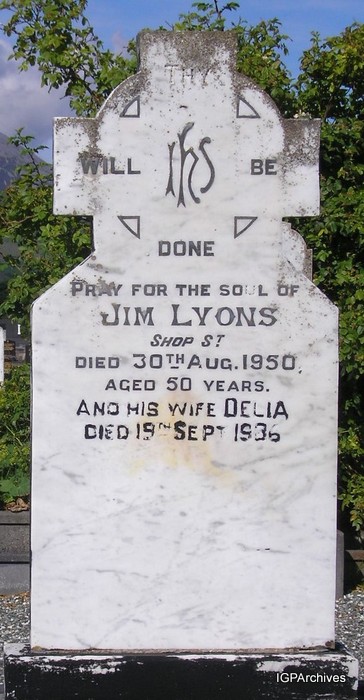 THY
IHS
WILL BE
DONE
PRAY FOR THE SOUL OF
JIM LYONS
SHOP ST
DIED 30TH AUG. 1950,
AGED 50 YEARS.
AND HIS WIFE DELIA
DIED 19TH SEPT 1986
IGPArchives